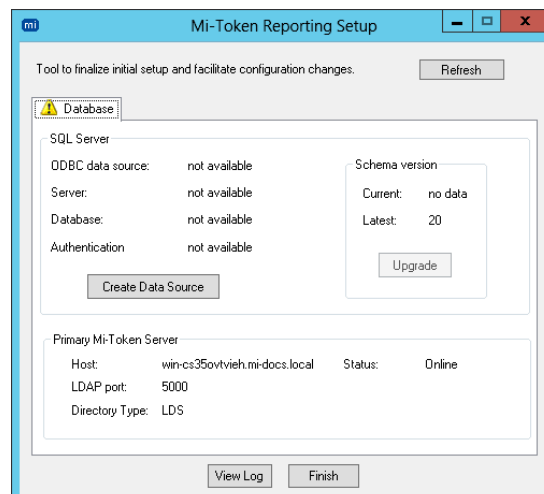 mi
Mi-Token Reporting Setup
Tool to finalize initial setup and facilitate configuration changes.
Refresh
Database
SQL Server
ODBC data source: not available
Server: not available
Database: not available
Authentication not available
Create Data Source
Schema version
Current: no data
Latest: 20
Upgrade
Primary Mi-Token Server
Host: win-cs35ovtvieh.mi-docs.local Status: Online
LDAP port: 5000
Directory Type: LDS
View Log Finish